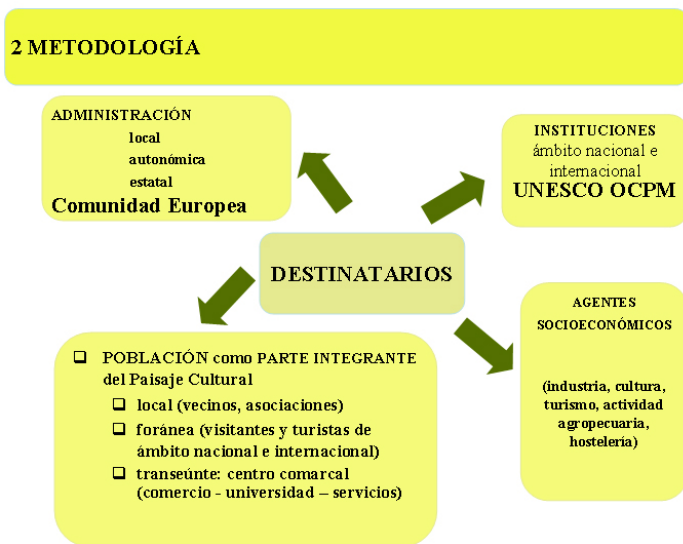 2 METODOLOGÍA
ADMINISTRACIÓN
local
autonómica
estatal
Comunidad Europea
INSTITUCIONES
ámbito nacional e
internacional
UNESCO OCPM
DESTINATARIOS
AGENTES
SOCIOECONÓMICOS
(industria, cultura,
turismo, actividad
agropecuaria,
hostelería)
POBLACIÓN como PARTE INTEGRANTE
del Paisaje Cultural
local (vecinos, asociaciones)
foránea (visitantes y turistas de
ámbito nacional e internacional)
transeúnte: centro comarcal
(comercio - universidad – servicios)